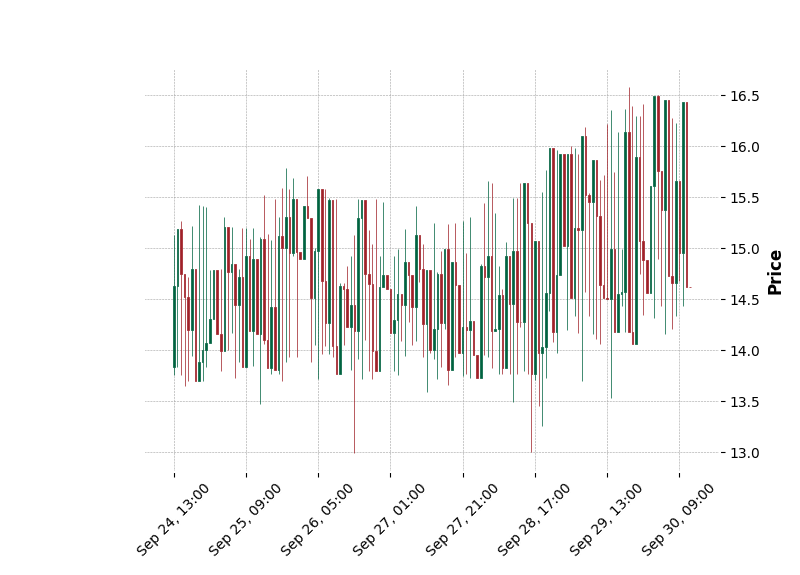 16.5
16.0
15.5
15.0
14.5
14.0
13.5
13.0
Price
Sep 24, 13:00
Sep 25, 09:00
Sep 26, 05:00
Sep 27, 01:00
Sep 27, 21:00
Sep 28, 17:00
Sep 29, 13:00
Sep 30, 09:00